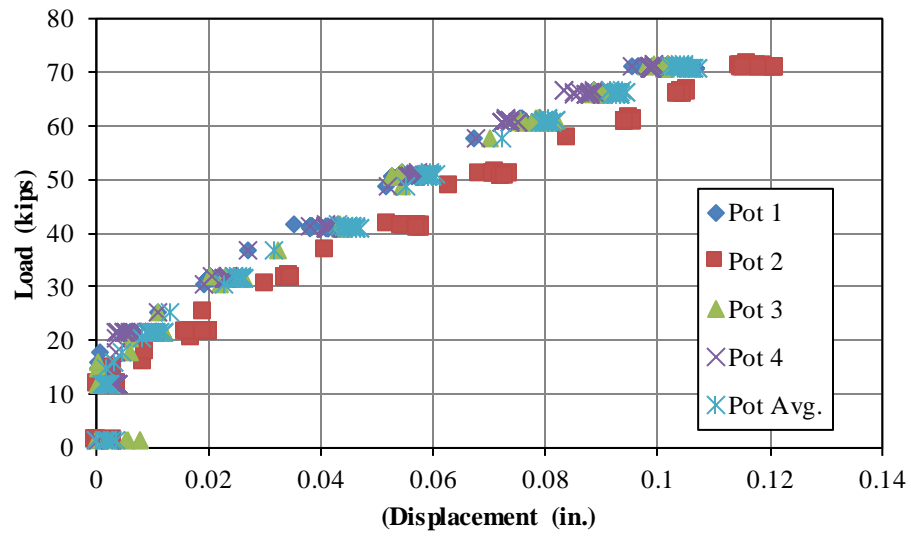 80
70
60
50
40
30
20
10
0
Load (kips)
0 0.02 0.04 0.06 0.08 0.1 0.12 0.14
(Displacement (in.)
Pot 1
Pot 2
Pot 3
Pot 4
Pot Avg.